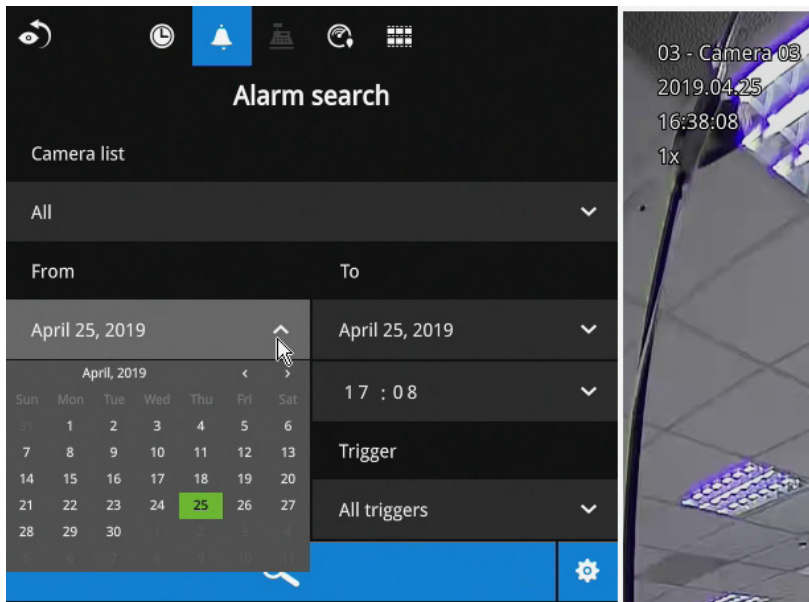 Alarm search
Camera list
All
From To
April 25, 2019 April 25, 2019
April, 2019 < >
Sun Mon Tue Wed Thu Fri Sat
31 1 2 3 4 5 6
7 8 9 10 11 12 13
14 15 16 17 18 19 20
21 22 23 24 25 26 27
28 29 30 1 2 3 4
5 6 7 8 9 10 11
17 : 08
Trigger
All triggers
03 - Cámera 03
2019.04.25
16:38:08
1x